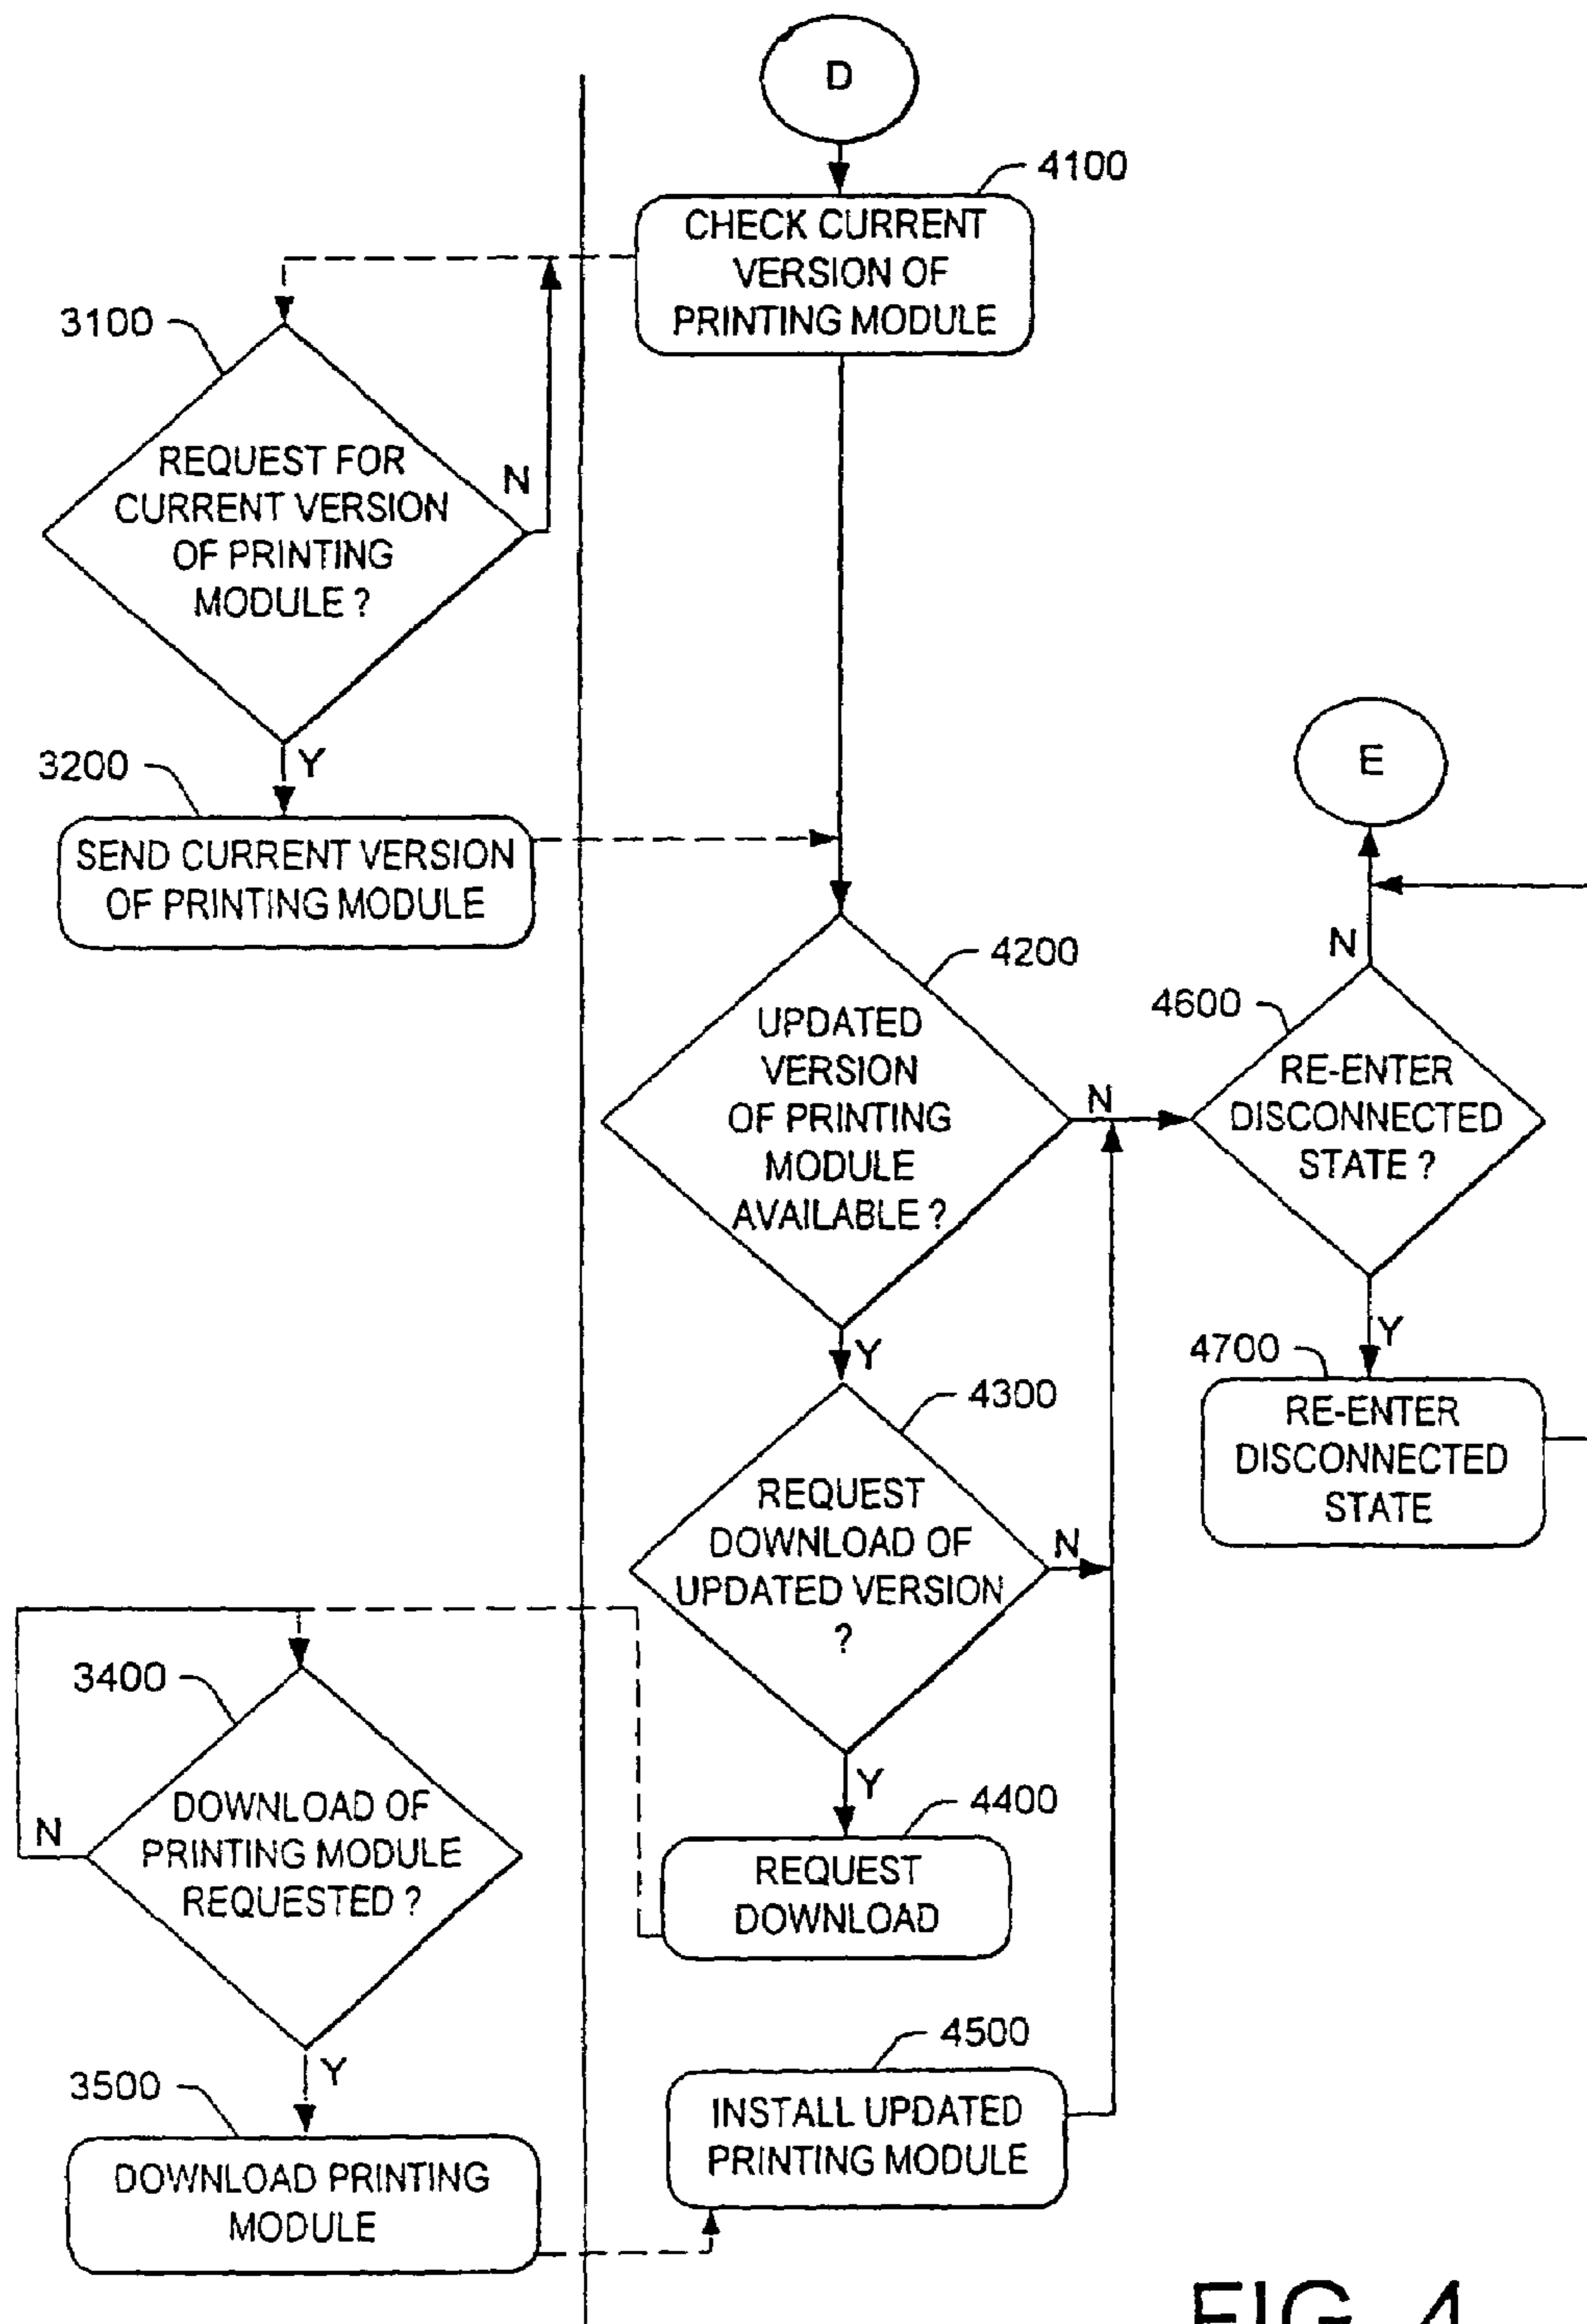 D
4100
CHECK CURRENT
VERSION OF
PRINTING MODULE
3100
REQUEST FOR
CURRENT VERSION
OF PRINTING
MODULE ?
N
Y
3200
SEND CURRENT VERSION
OF PRINTING MODULE
4200
UPDATED
VERSION
OF PRINTING
MODULE
AVAILABLE ?
N
Y
E
N
4600
RE-ENTER
DISCONNECTED
STATE ?
Y
4700
RE-ENTER
DISCONNECTED
STATE
4300
REQUEST
DOWNLOAD OF
UPDATED VERSION
?
N
Y
4400
REQUEST
DOWNLOAD
3400
DOWNLOAD OF
PRINTING MODULE
REQUESTED ?
N
Y
3500
DOWNLOAD PRINTING
MODULE
4500
INSTALL UPDATED
PRINTING MODULE
FIG. 4